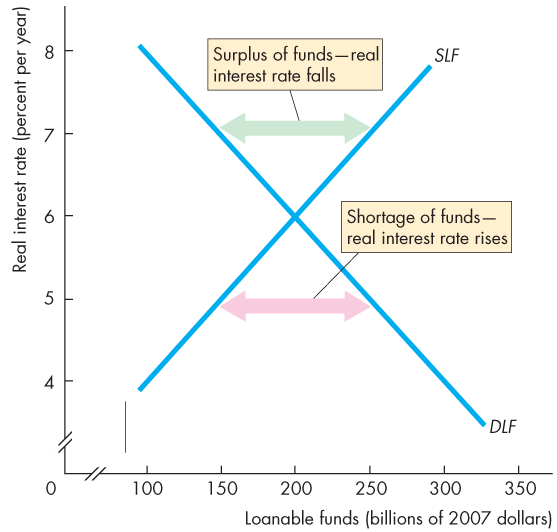 Real interest rate (percent per year)
8
7
6
5
4
0
Surplus of funds—real
interest rate falls
SLF
Shortage of funds—
real interest rate rises
DLF
100 150 200 250 300 350
Loanable funds (billions of 2007 dollars)